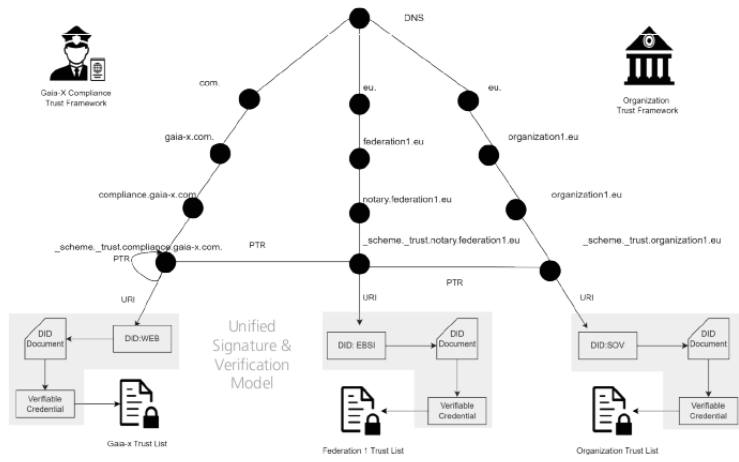 DNS
Gaia-X Compliance
Trust Framework
Organization
Trust Framework
com.
eu.
eu.
gaia-x.com.
federation1.eu
organization1.eu
compliance.gaia-x.com
notary.federation1.eu
organization1.eu
_scheme._trust.compliance.gaia-x.com.
PTR
_scheme._trust.notary.federation1.eu
_scheme._trust.organization1.eu
PTR
PTR
URI
URI
URI
Unified
Signature &
Verification
Model
DID
Document
DID:WEB
DID: EBSI
DID
Document
DID:SOV
DID
Document
Verifiable
Credential
Verifiable
Credential
Verifiable
Credential
Gaia-x Trust List
Federation 1 Trust List
Organization Trust List